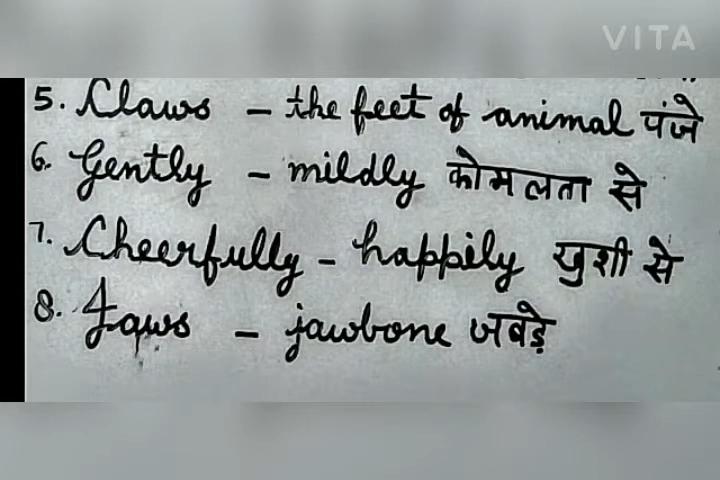 VITA
5. Claws - the feet of animal पंजे
6. Gently - mildly कोमलता से
7. Cheerfully - happily खुशी से
8. Jaws - jawbone जबड़े